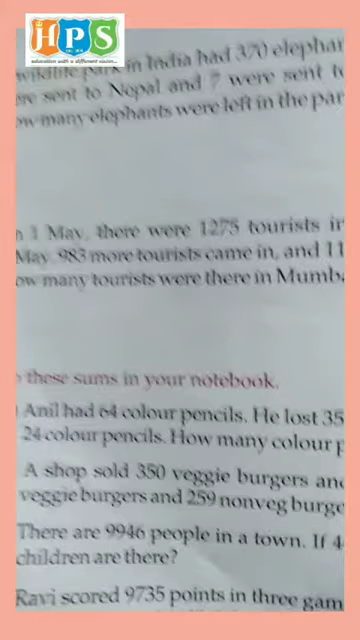 HPS
education with a different vision...
wildlife park in India had 370 elephan
ere sent to Nepal and 7 were sent to
ow many elephants were left in the par
n 1 May, there were 1275 tourists in
May, 983 more tourists came in, and 11
ow many tourists were there in Mumba
these sums in your notebook.
Anil had 64 colour pencils. He lost 35
24 colour pencils. How many colour p
A shop sold 350 veggie burgers and
veggie burgers and 259 nonveg burge
There are 9946 people in a town. If 4
children are there?
Ravi scored 9735 points in three gam